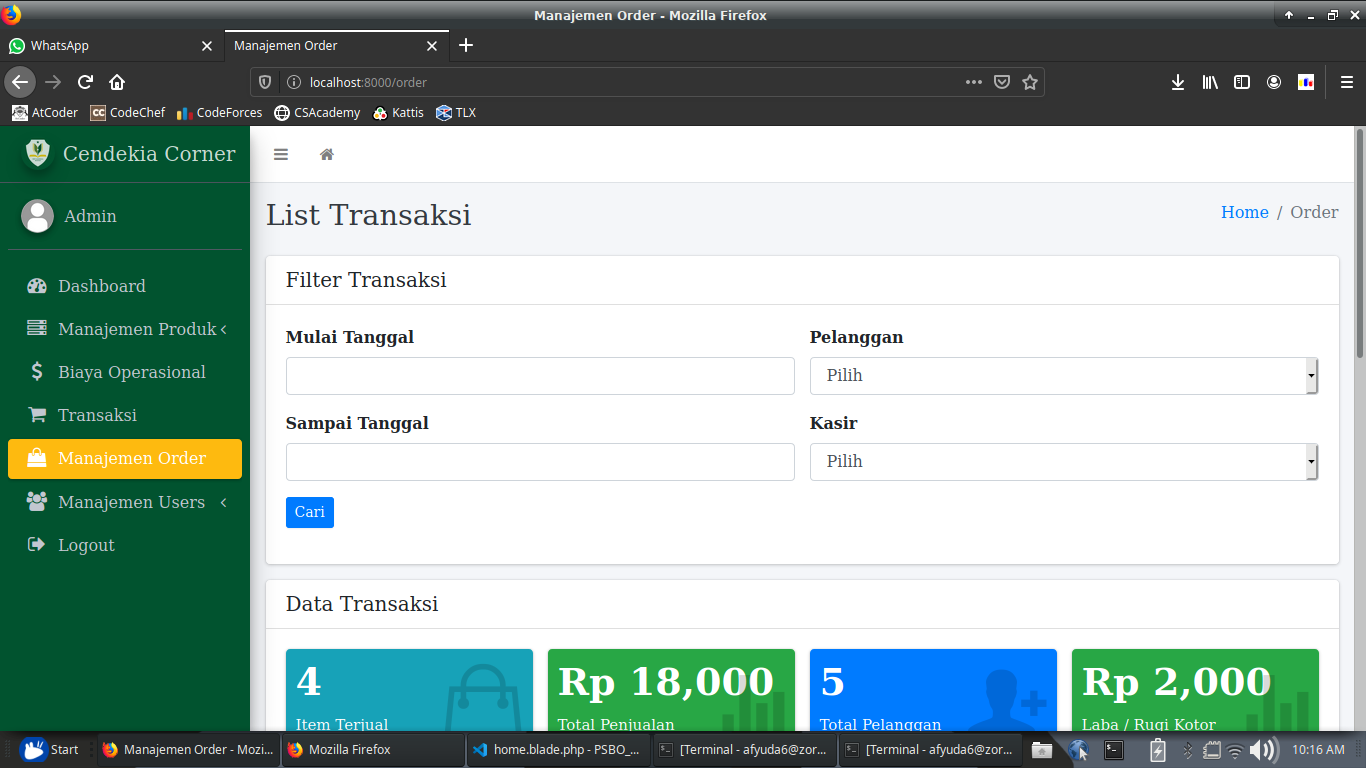 Manajemen Order - Mozilla Firefox
WhatsApp
Manajemen Order
localhost:8000/order
AtCoder
CC CodeChef
CodeForces
CSAcademy
Kattis
TLX
Cendekia Corner
Admin
Dashboard
Manajemen Produk
Biaya Operasional
Transaksi
Manajemen Order
Manajemen Users
Logout
List Transaksi
Home / Order
Filter Transaksi
Mulai Tanggal
Pelanggan
Pilih
Sampai Tanggal
Kasir
Pilih
Cari
Data Transaksi
4
Item Terjual
Rp 18,000
Total Penjualan
5
Total Pelanggan
Rp 2,000
Laba / Rugi Kotor
Start
Manajemen Order - Mozi...
Mozilla Firefox
home.blade.php - PSBO_...
[Terminal - afyuda6@zor...
[Terminal - afyuda6@zor...
10:16 AM